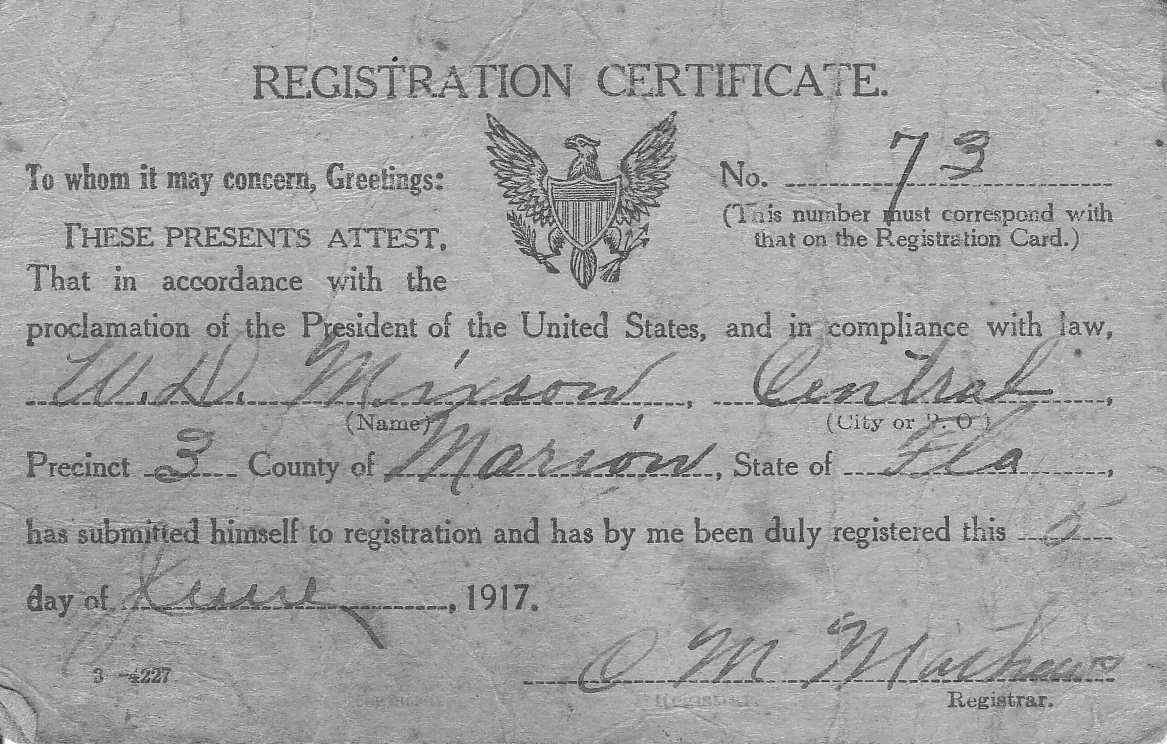 REGISTRATION CERTIFICATE.
To whom it may concern, Greetings:
No. 73
(This number must correspond with
that on the Registration Card.)
THESE PRESENTS ATTEST,
That in accordance with the
proclamation of the President of the United States, and in compliance with law,
W. D. Mixson, Central,
(Name) (City or P. O.)
Precinct 3 County of Marion, State of Fla,
has submitted himself to registration and has by me been duly registered this 5
day of June, 1917.
C M Mathews
3—4227
Registrar.